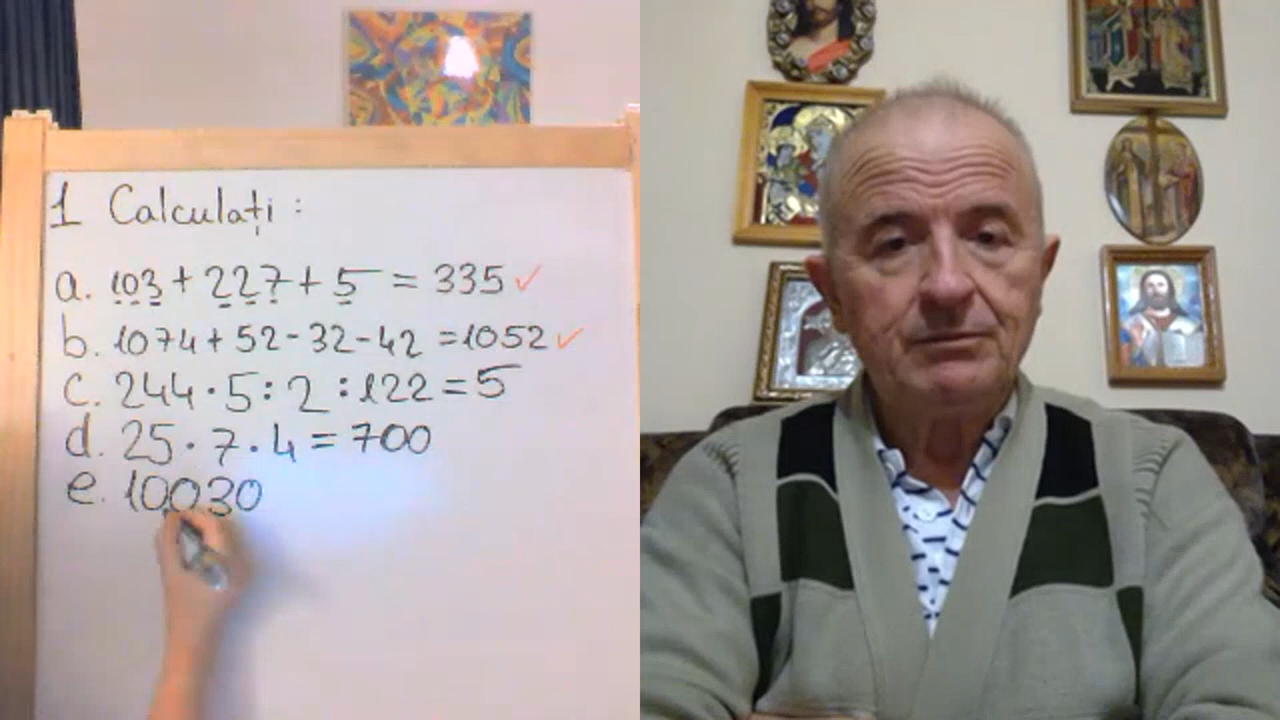 1 Calculați :
a. 103 + 227 + 5 = 335 ✓
b. 1074 + 52 - 32 - 42 = 1052 ✓
c. 244 · 5 : 2 : 122 = 5
d. 25 · 7 · 4 = 700
e. 10030